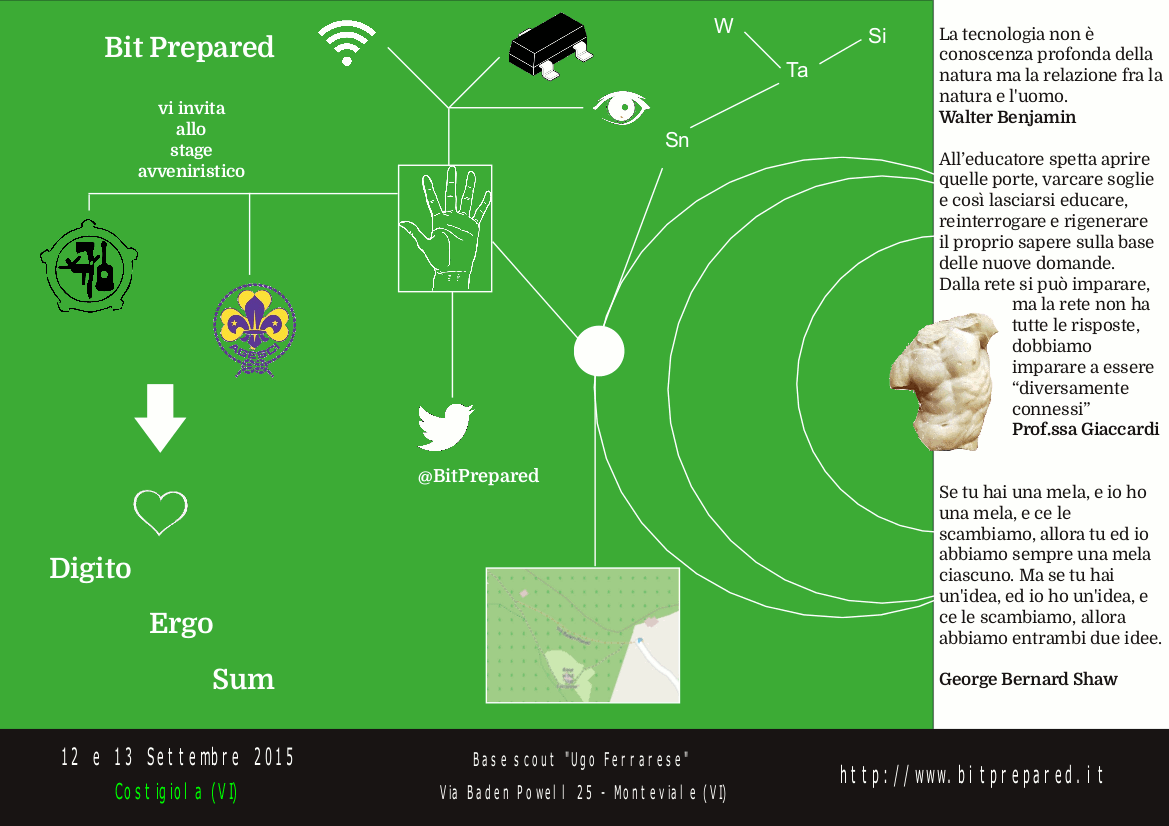 Bit Prepared
vi invita
allo
stage
avveniristico
W
Si
Ta
Sn
AGESCI
@BitPrepared
Digito
Ergo
Sum
La tecnologia non è
conoscenza profonda della
natura ma la relazione fra la
natura e l'uomo.
Walter Benjamin
All’educatore spetta aprire
quelle porte, varcare soglie
e così lasciarsi educare,
reinterrogare e rigenerare
il proprio sapere sulla base
delle nuove domande.
Dalla rete si può imparare,
ma la rete non ha
tutte le risposte,
dobbiamo
imparare a essere
“diversamente
connessi”
Prof.ssa Giaccardi
Se tu hai una mela, e io ho
una mela, e ce le
scambiamo, allora tu ed io
abbiamo sempre una mela
ciascuno. Ma se tu hai
un'idea, ed io ho un'idea, e
ce le scambiamo, allora
abbiamo entrambi due idee.
George Bernard Shaw
12 e 13 Settembre 2015
Costigiola (VI)
Base scout "Ugo Ferrarese"
Via Baden Powell 25 - Monteviale (VI)
http://www.bitprepared.it